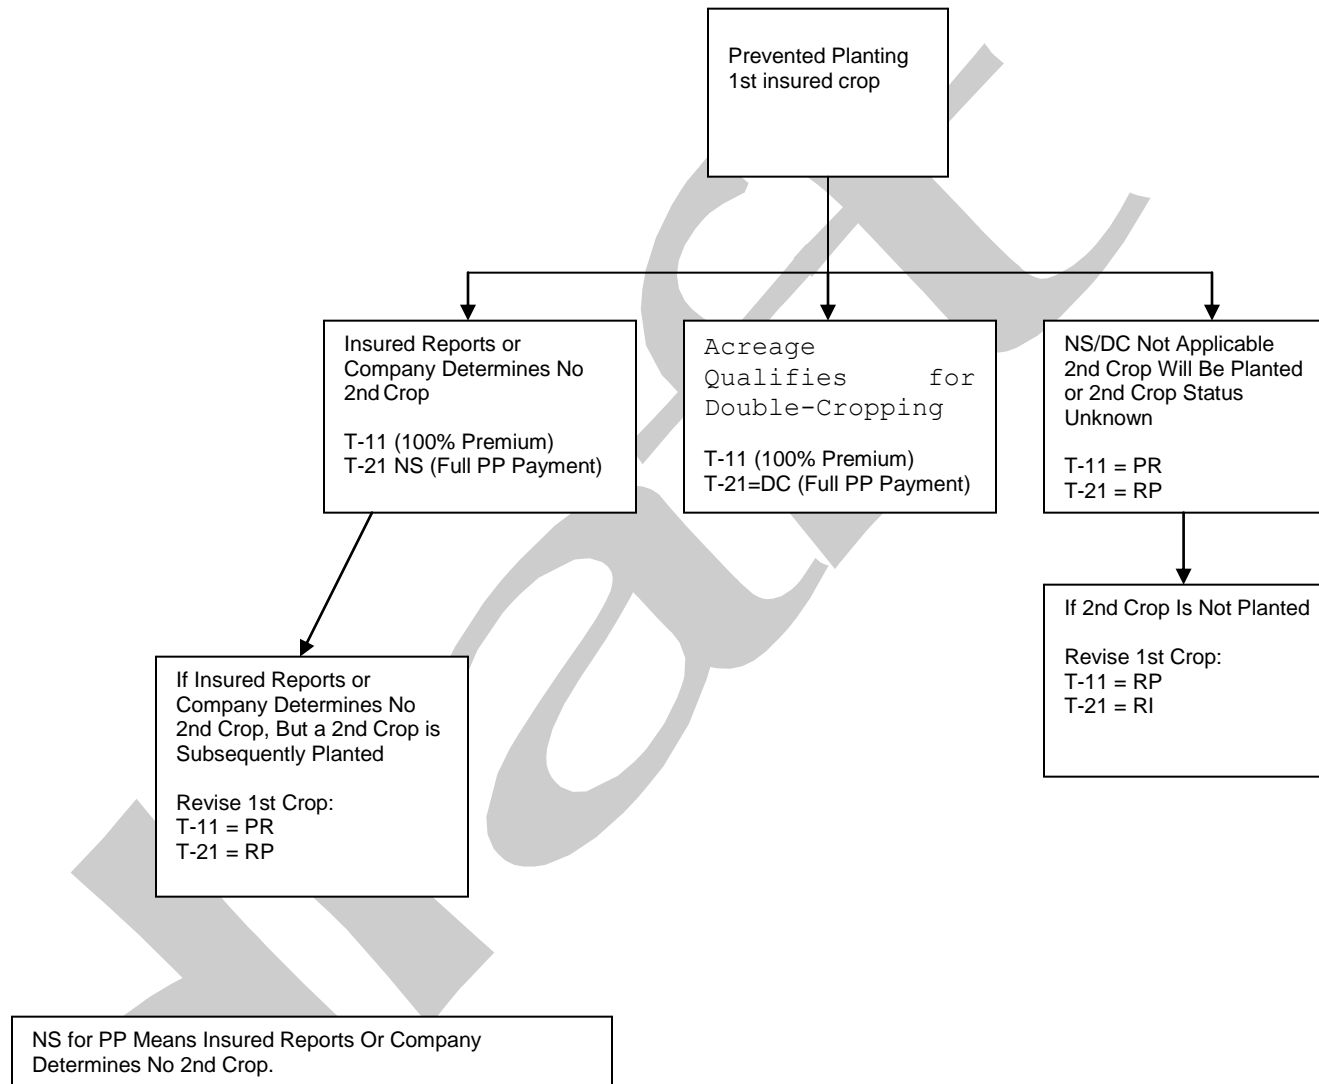 Prevented Planting
1st insured crop
Insured Reports or
Company Determines No
2nd Crop
T-11 (100% Premium)
T-21 NS (Full PP Payment)
Acreage
Qualifies for
Double-Cropping
T-11 (100% Premium)
T-21=DC (Full PP Payment)
NS/DC Not Applicable
2nd Crop Will Be Planted
or 2nd Crop Status
Unknown
T-11 = PR
T-21 = RP
If Insured Reports or
Company Determines No
2nd Crop, But a 2nd Crop is
Subsequently Planted
Revise 1st Crop:
T-11 = PR
T-21 = RP
If 2nd Crop Is Not Planted
Revise 1st Crop:
T-11 = RP
T-21 = RI
NS for PP Means Insured Reports Or Company
Determines No 2nd Crop.